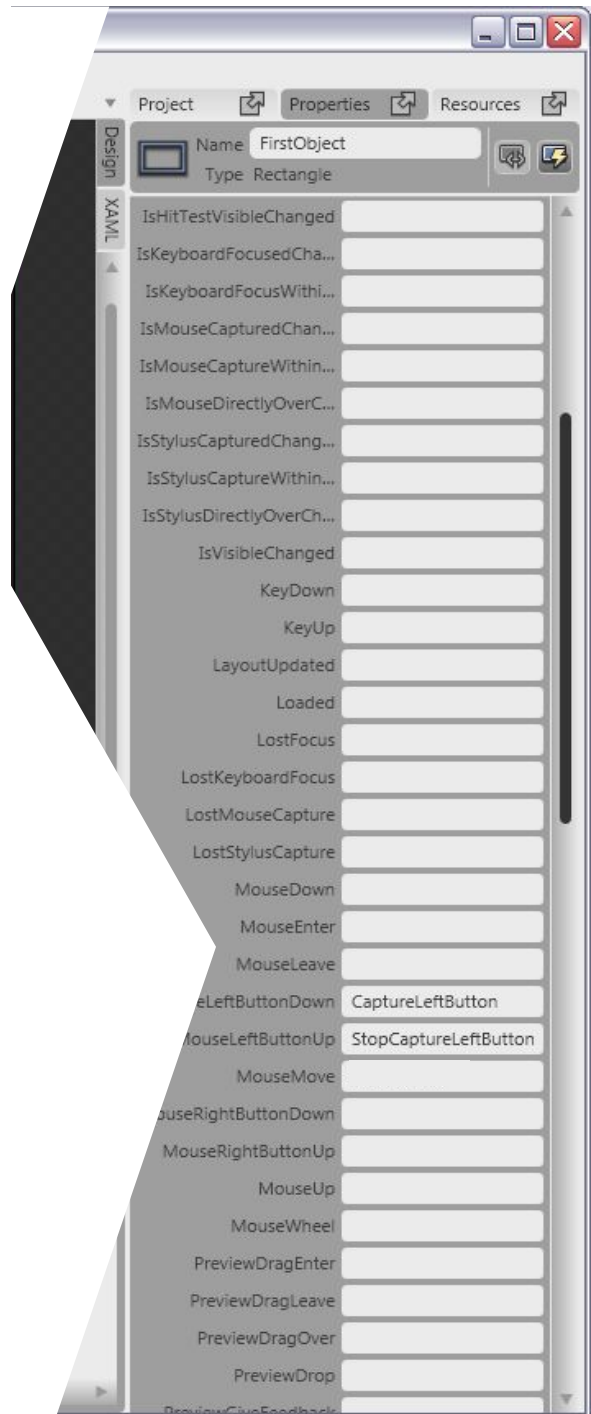 Project Properties Resources
Design
XAML
Name FirstObject
Type Rectangle
IsHitTestVisibleChanged
IsKeyboardFocusedCha...
IsKeyboardFocusWithi...
IsMouseCapturedChan...
IsMouseCaptureWithin...
IsMouseDirectlyOverC...
IsStylusCapturedChang...
IsStylusCaptureWithin...
IsStylusDirectlyOverCh...
IsVisibleChanged
KeyDown
KeyUp
LayoutUpdated
Loaded
LostFocus
LostKeyboardFocus
LostMouseCapture
LostStylusCapture
MouseDown
MouseEnter
MouseLeave
eLeftButtonDown CaptureLeftButton
MouseLeftButtonUp StopCaptureLeftButton
MouseMove
ouseRightButtonDown
MouseRightButtonUp
MouseUp
MouseWheel
PreviewDragEnter
PreviewDragLeave
PreviewDragOver
PreviewDrop
PreviewGiveFeedback